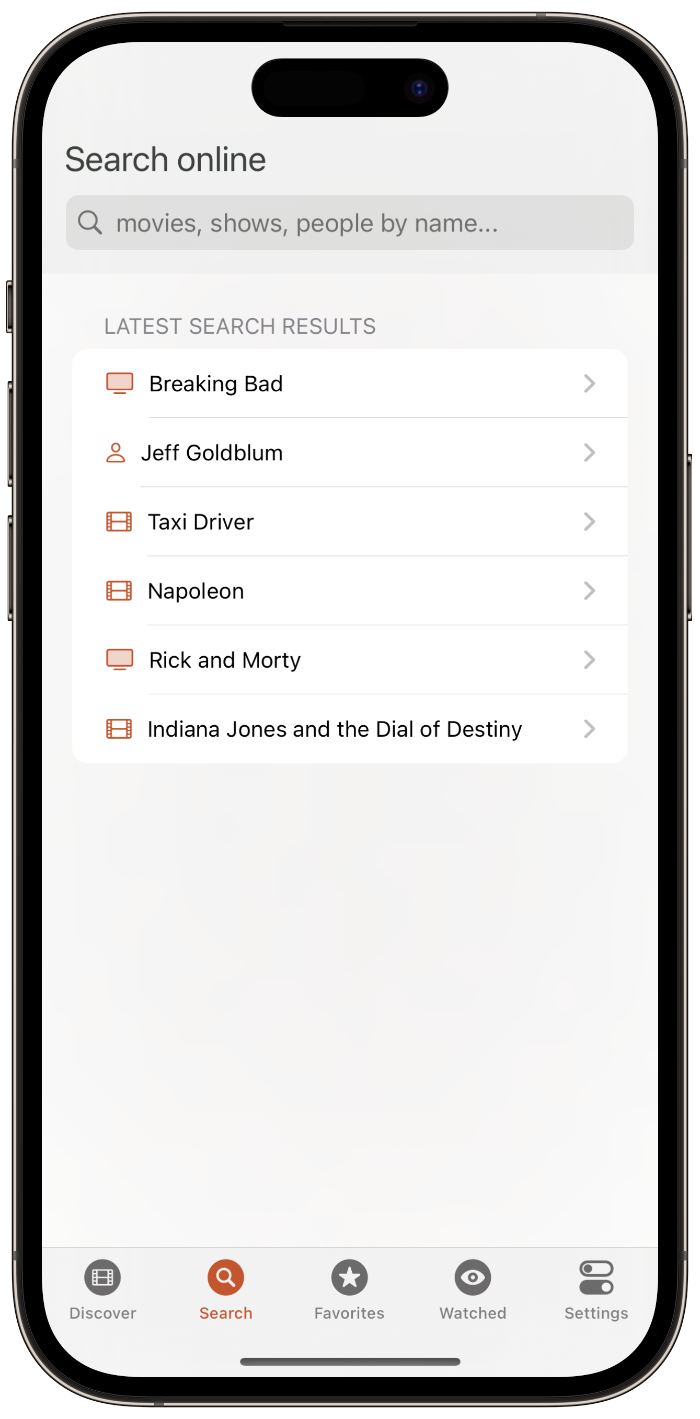 Search online
movies, shows, people by name...
LATEST SEARCH RESULTS
Breaking Bad
Jeff Goldblum
Taxi Driver
Napoleon
Rick and Morty
Indiana Jones and the Dial of Destiny
Discover
Search
Favorites
Watched
Settings